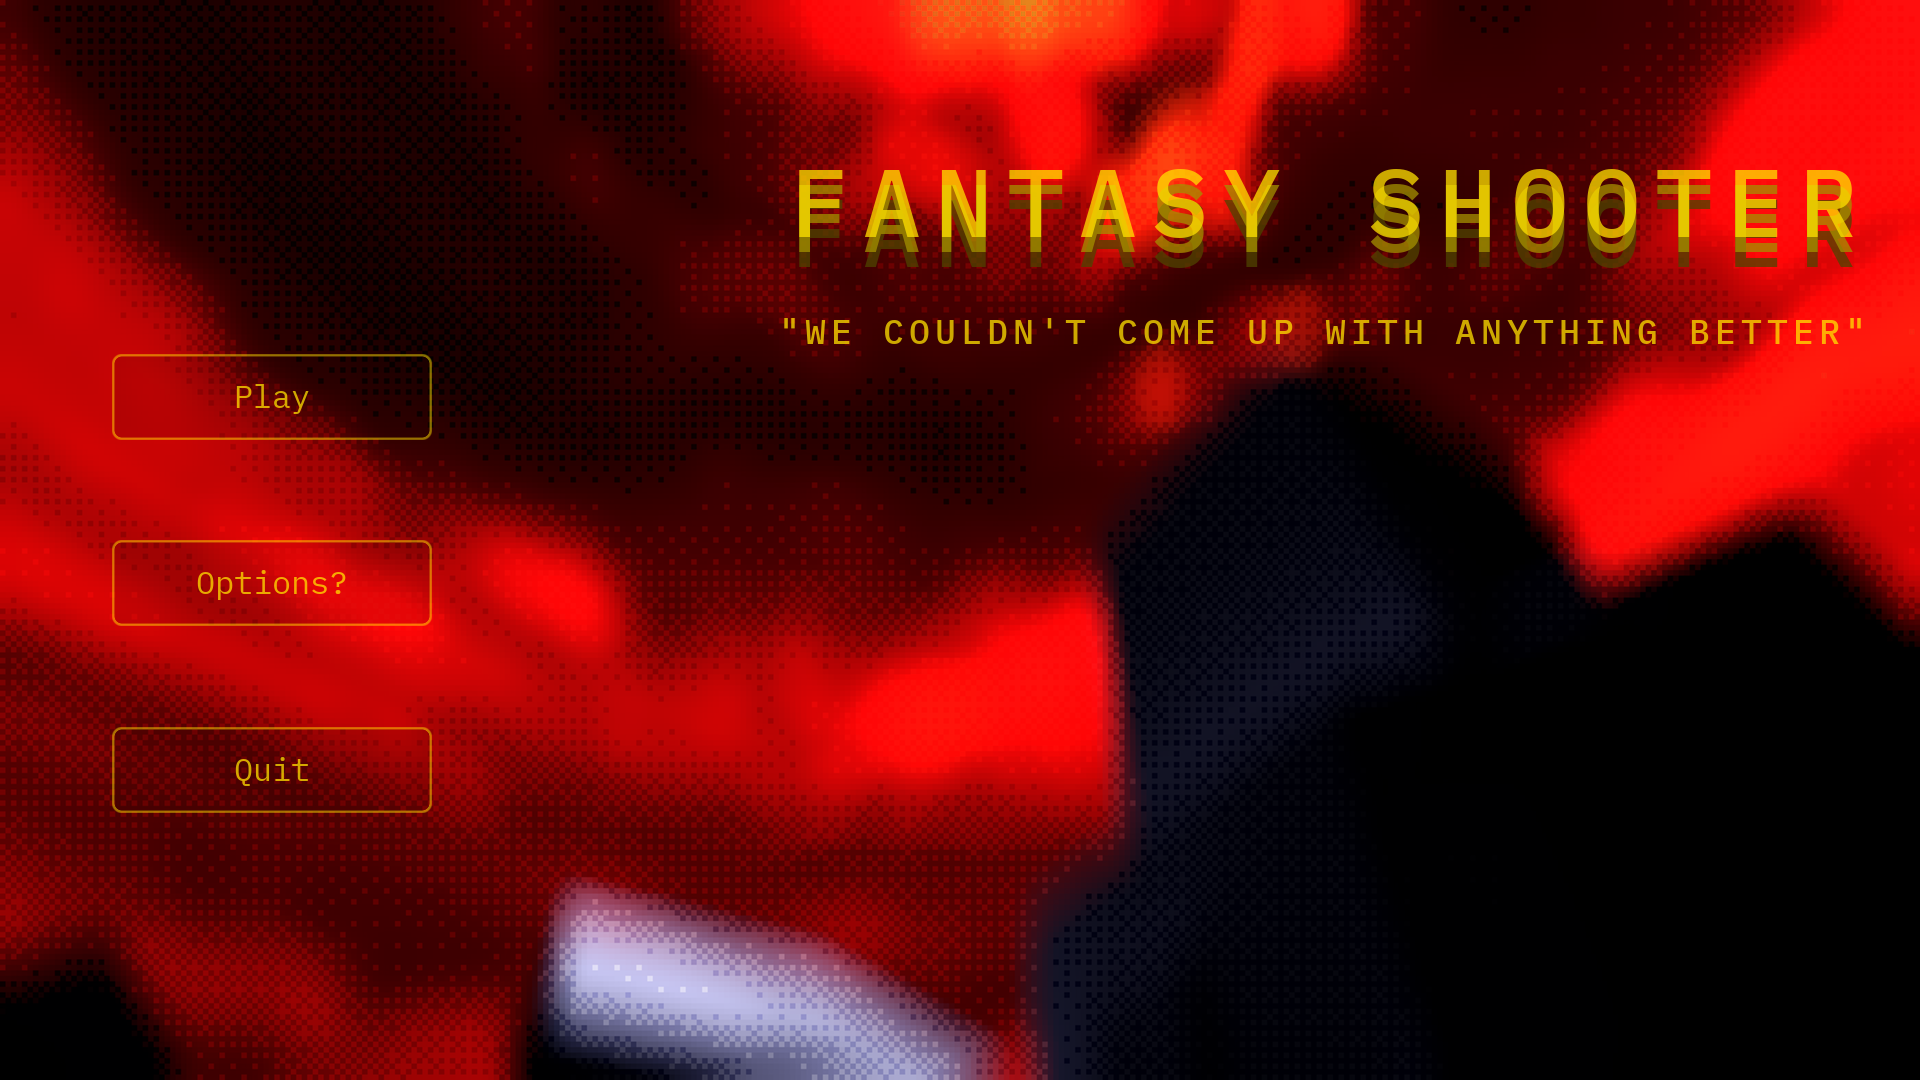 FANTASY SHOOTER
"WE COULDN'T COME UP WITH ANYTHING BETTER"
Play
Options?
Quit